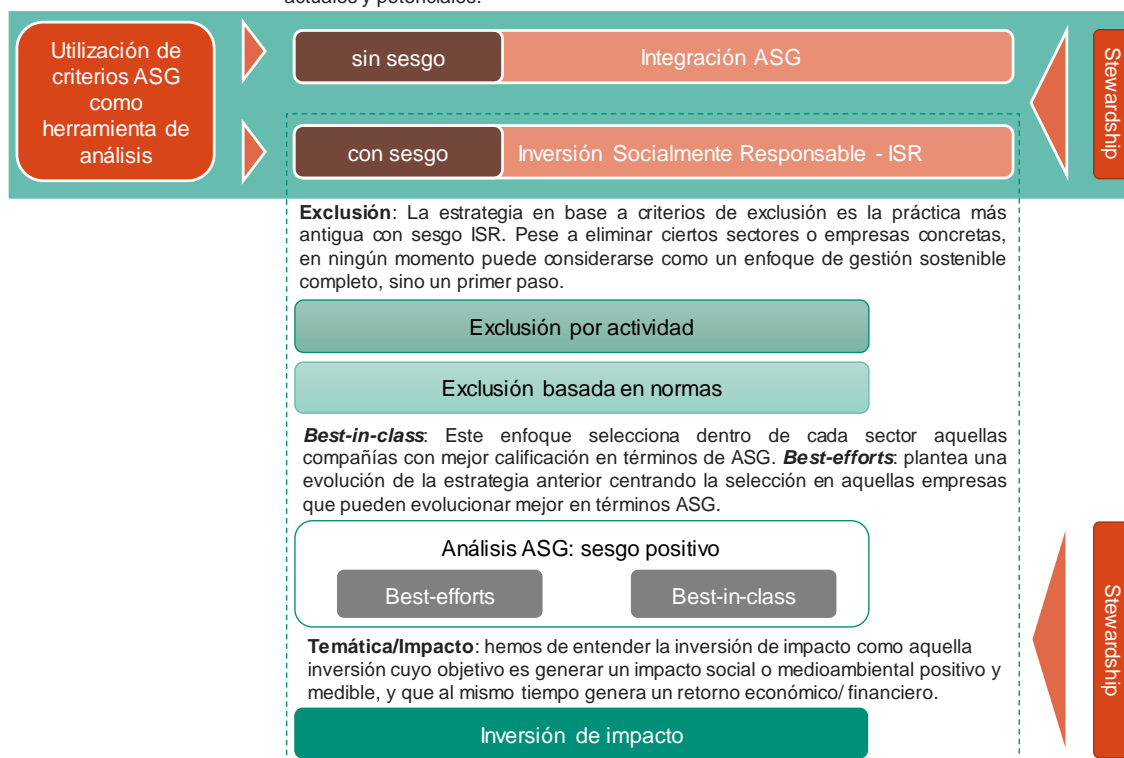 actuales y potenciales.
Utilización de
criterios ASG
como
herramienta de
análisis
sin sesgo
Integración ASG
con sesgo
Inversión Socialmente Responsable - ISR
Stewardship
Exclusión: La estrategia en base a criterios de exclusión es la práctica más
antigua con sesgo ISR. Pese a eliminar ciertos sectores o empresas concretas,
en ningún momento puede considerarse como un enfoque de gestión sostenible
completo, sino un primer paso.
Exclusión por actividad
Exclusión basada en normas
Best-in-class: Este enfoque selecciona dentro de cada sector aquellas
compañías con mejor calificación en términos de ASG. Best-efforts: plantea una
evolución de la estrategia anterior centrando la selección en aquellas empresas
que pueden evolucionar mejor en términos ASG.
Análisis ASG: sesgo positivo
Best-efforts
Best-in-class
Temática/Impacto: hemos de entender la inversión de impacto como aquella
inversión cuyo objetivo es generar un impacto social o medioambiental positivo y
medible, y que al mismo tiempo genera un retorno económico/ financiero.
Inversión de impacto
Stewardship